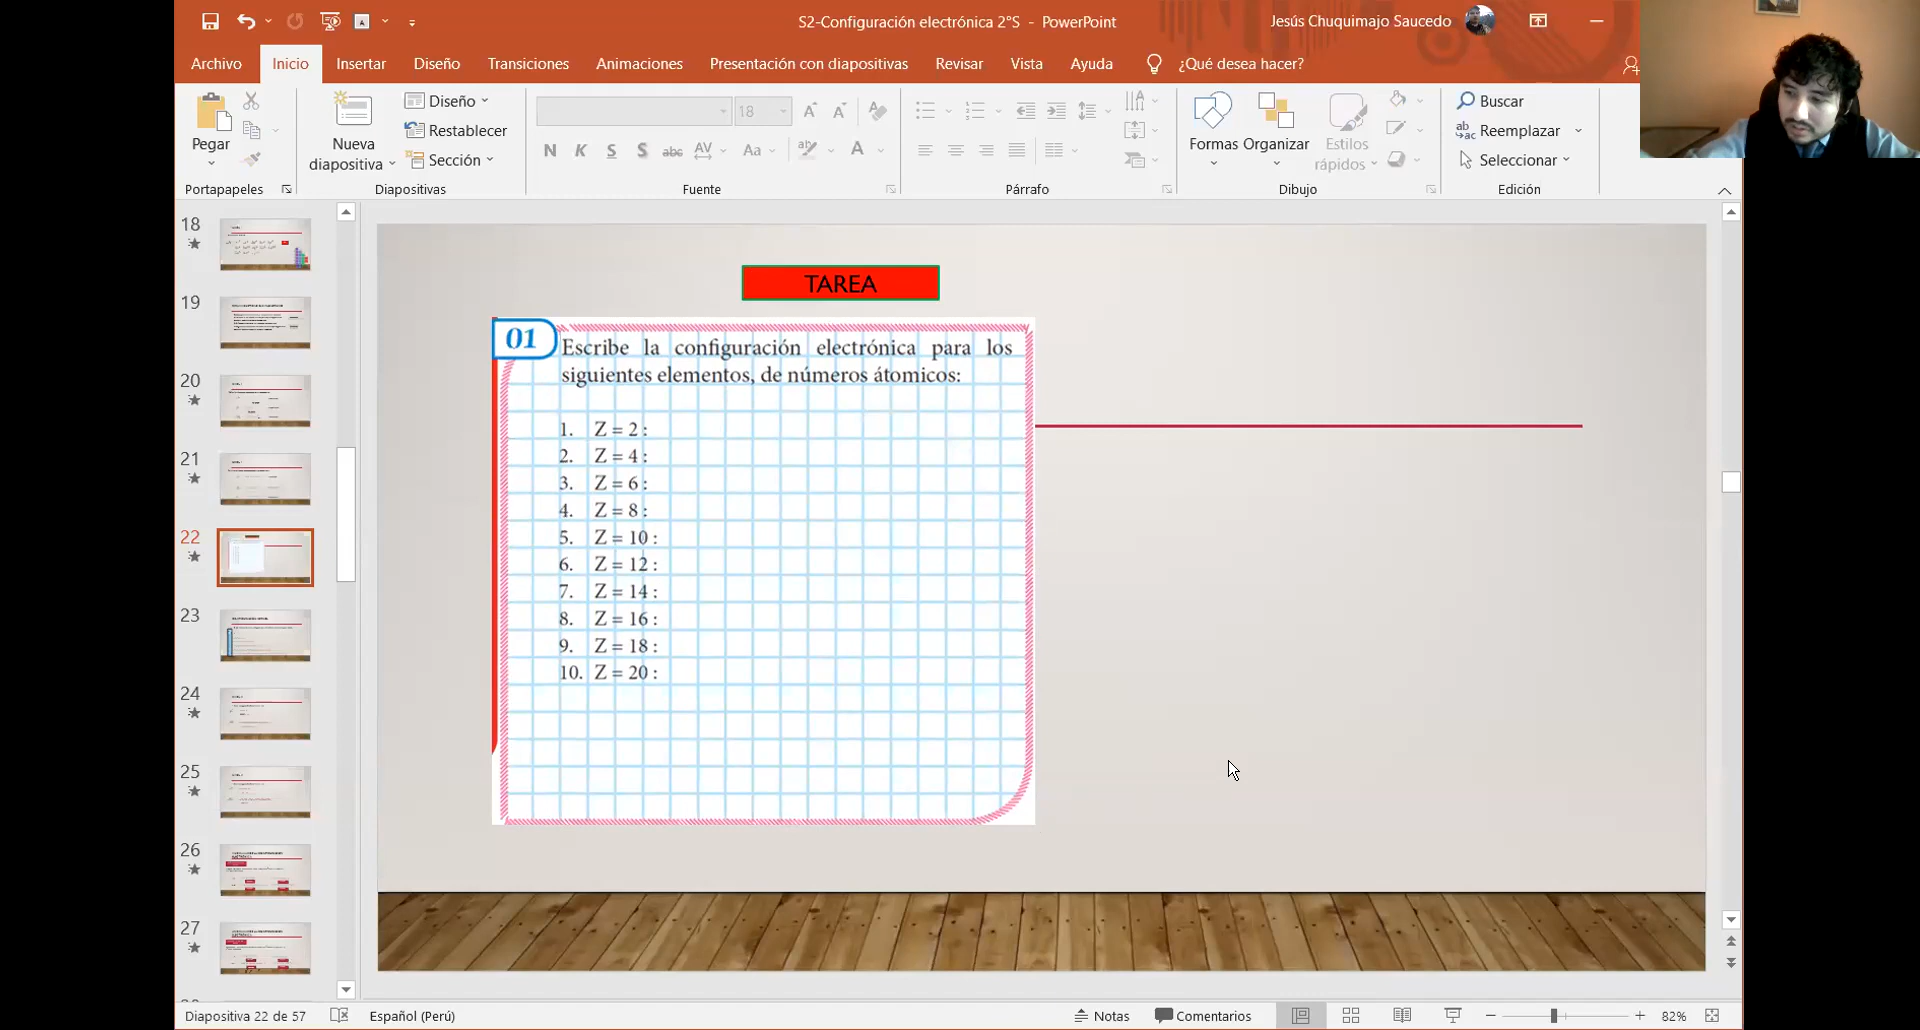 S2-Configuración electrónica 2°S - PowerPoint
Jesús Chuquimajo Saucedo
Archivo
Inicio
Insertar
Diseño
Transiciones
Animaciones
Presentación con diapositivas
Revisar
Vista
Ayuda
¿Qué desea hacer?
Pegar
Portapapeles
Nueva
diapositiva
Diseño
Restablecer
Sección
Diapositivas
18
N K S S abc AV Aa A
Fuente
Párrafo
Formas
Organizar
Estilos
rápidos
Dibujo
Buscar
Reemplazar
Seleccionar
Edición
18
19
20
21
22
23
24
25
26
27
TAREA
01
Escribe la configuración electrónica para los
siguientes elementos, de números átomicos:
1. Z = 2 :
2. Z = 4 :
3. Z = 6 :
4. Z = 8 :
5. Z = 10 :
6. Z = 12 :
7. Z = 14 :
8. Z = 16 :
9. Z = 18 :
10. Z = 20 :
Diapositiva 22 de 57
Español (Perú)
Notas
Comentarios
82%